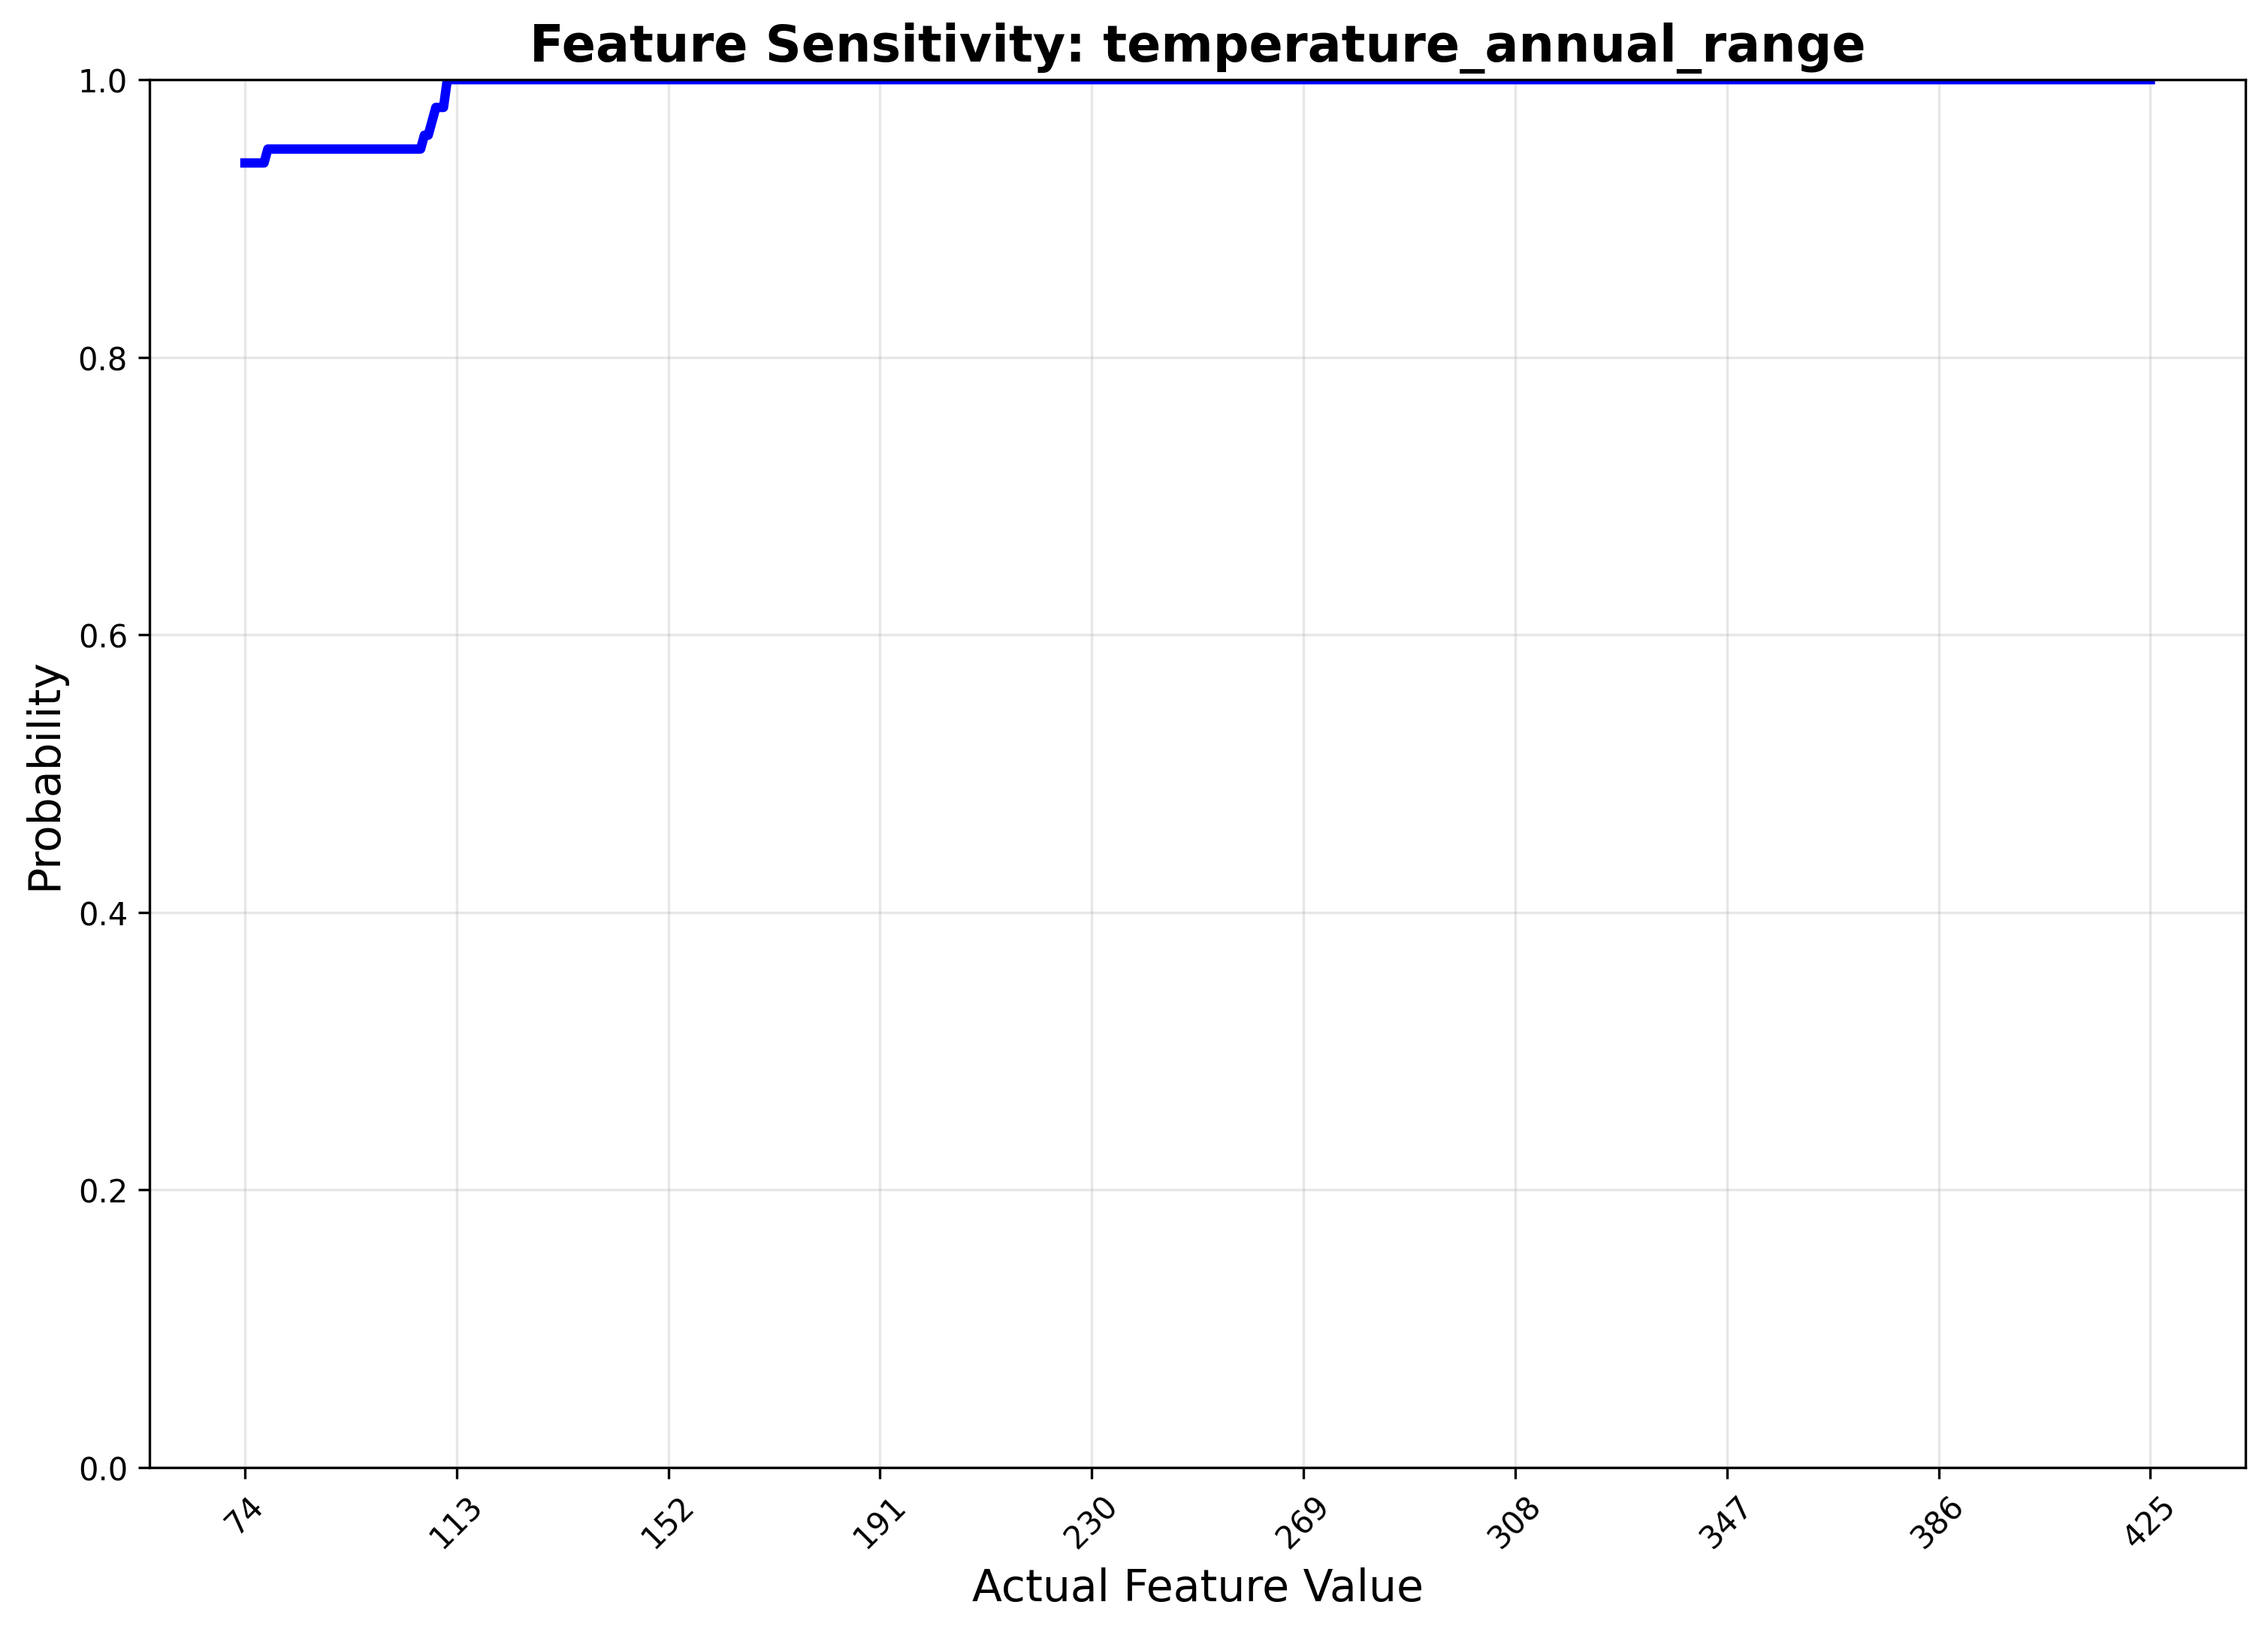 Feature Sensitivity: temperature_annual_range
1.0
0.8
0.6
0.4
0.2
0.0
Probability
74 113 152 191 230 269 308 347 386 425
Actual Feature Value